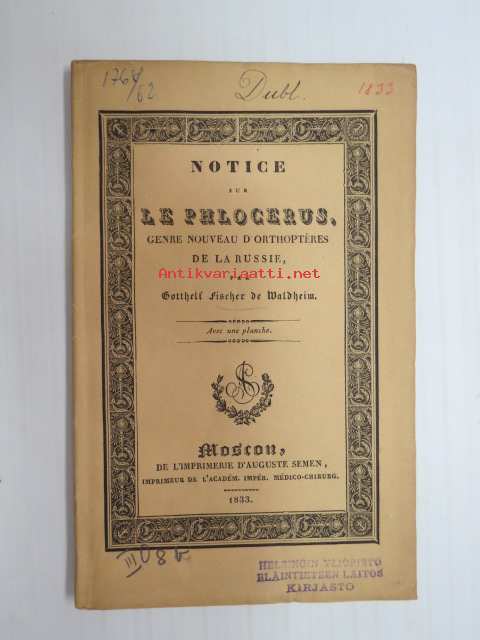 1764/62
Dubl.
1833
NOTICE
SUR
LE PHLOCERUS,
GENRE NOUVEAU D'ORTHOPTÈRES
DE LA RUSSIE,
PAR
Antikvariaatti.net
Gotthelf Fischer de Waldheim.
Avec une planche.
Moscou,
DE L'IMPRIMERIE D'AUGUSTE SEMEN,
IMPRIMEUR DE L'ACADÉM. IMPÉR. MÉDICO-CHIRURG.
1833.
III
HELSINGIN YLIOPISTO
ELÄINTIETEEN LAITOS
KIRJASTO